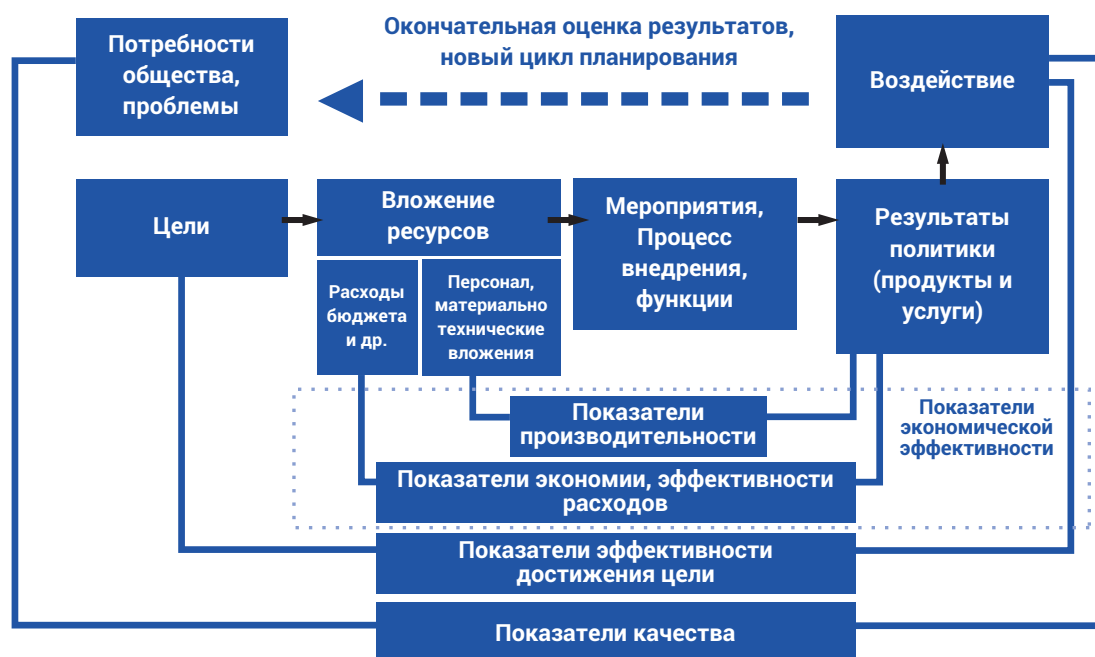 Потребности
общества,
проблемы
Окончательная оценка результатов,
новый цикл планирования
Воздействие
Цели
Вложение
ресурсов
Расходы
бюджета
и др.
Персонал,
материально
технические
вложения
Мероприятия,
Процесс
внедрения,
функции
Результаты
политики
(продукты и
услуги)
Показатели
производительности
Показатели
экономической
эффективности
Показатели экономии, эффективности
расходов
Показатели эффективности
достижения цели
Показатели качества